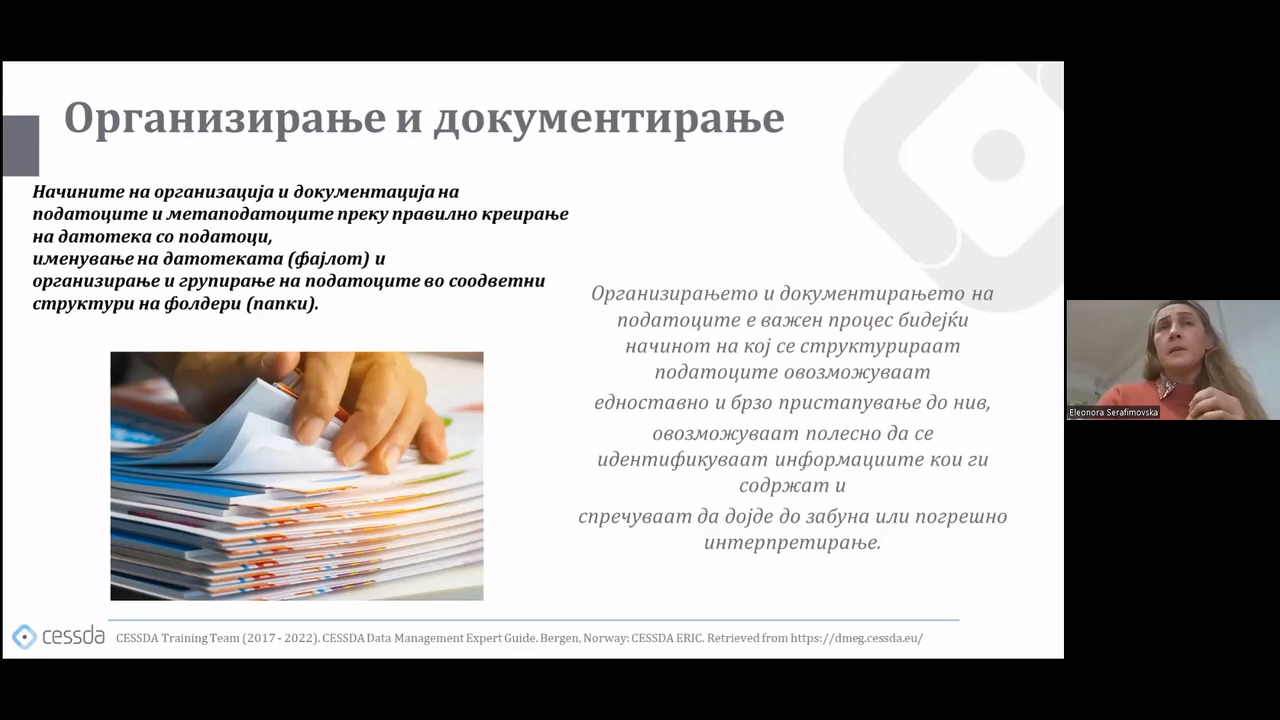 Организирање и документирање
Начините на организација и документација на
податоците и метаподатоците преку правилно креирање
на датотека со податоци,
именување на датотеката (фајлот) и
организирање и групирање на податоците во соодветни
структури на фолдери (папки).
Организирањето и документирањето на
податоците е важен процес бидејќи
начинот на кој се структурираат
податоците овозможуваат
едноставно и брзо пристапување до нив,
овозможуваат полесно да се
идентификуваат информациите кои ги
содржат и
спречуваат да дојде до забуна или погрешно
интерпретирање.
Eleonora Serafimovska
cessda
CESSDA Training Team (2017 - 2022). CESSDA Data Management Expert Guide. Bergen, Norway: CESSDA ERIC. Retrieved from https://dmeg.cessda.eu/